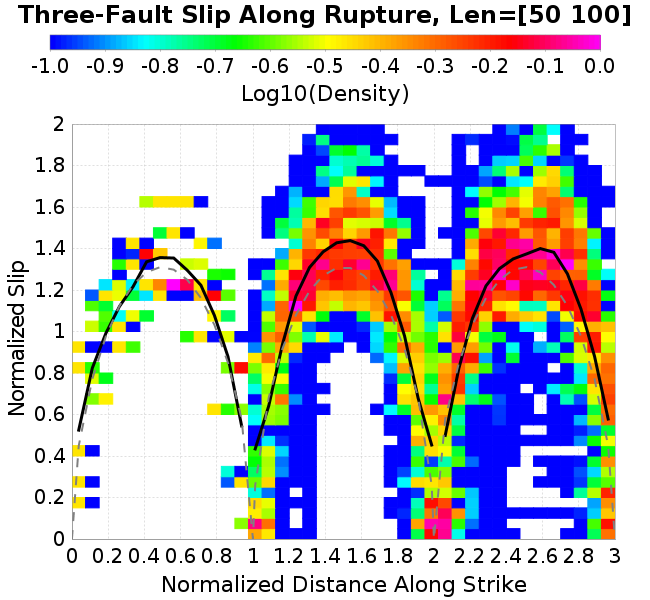 Three-Fault Slip Along Rupture, Len=[50 100]
-1.0 -0.9 -0.8 -0.7 -0.6 -0.5 -0.4 -0.3 -0.2 -0.1 0.0
Log10(Density)
2
1.8
1.6
1.4
1.2
1
0.8
0.6
0.4
0.2
0
Normalized Slip
0 0.2 0.4 0.6 0.8 1 1.2 1.4 1.6 1.8 2 2.2 2.4 2.6 2.8 3
Normalized Distance Along Strike